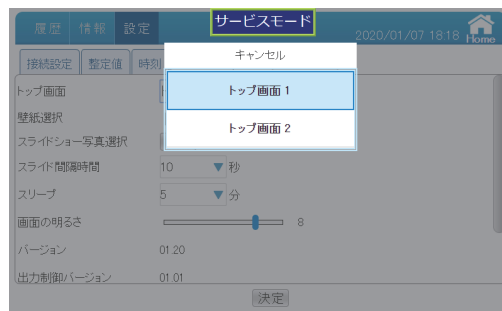 サービスモード
履歴 情報 設定
2020/01/07 18:18 Home
キャンセル
接続設定 整定値 時刻
トップ画面 1
トップ画面
トップ画面 2
壁紙選択
スライドショー写真選択
スライド間隔時間 10 ▼ 秒
スリープ 5 ▼ 分
画面の明るさ 8
バージョン 01.20
出力制御バージョン 01.01
決定